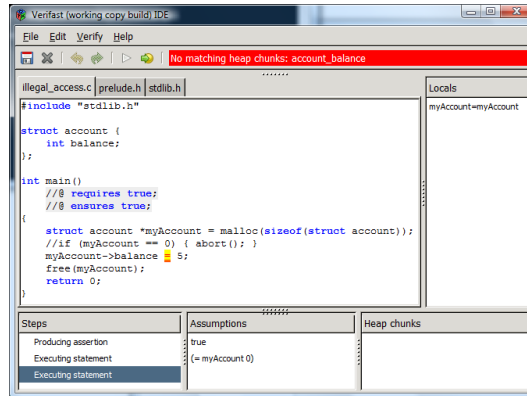 Verifast (working copy build) IDE
File Edit Verify Help
No matching heap chunks: account_balance
illegal_access.c prelude.h stdlib.h
Locals
#include "stdlib.h"
myAccount=myAccount
struct account {
    int balance;
};
int main()
    //@ requires true;
    //@ ensures true;
{
    struct account *myAccount = malloc(sizeof(struct account));
    //if (myAccount == 0) { abort(); }
    myAccount->balance = 5;
    free(myAccount);
    return 0;
}
Steps
Producing assertion
Executing statement
Executing statement
Assumptions
true
(= myAccount 0)
Heap chunks